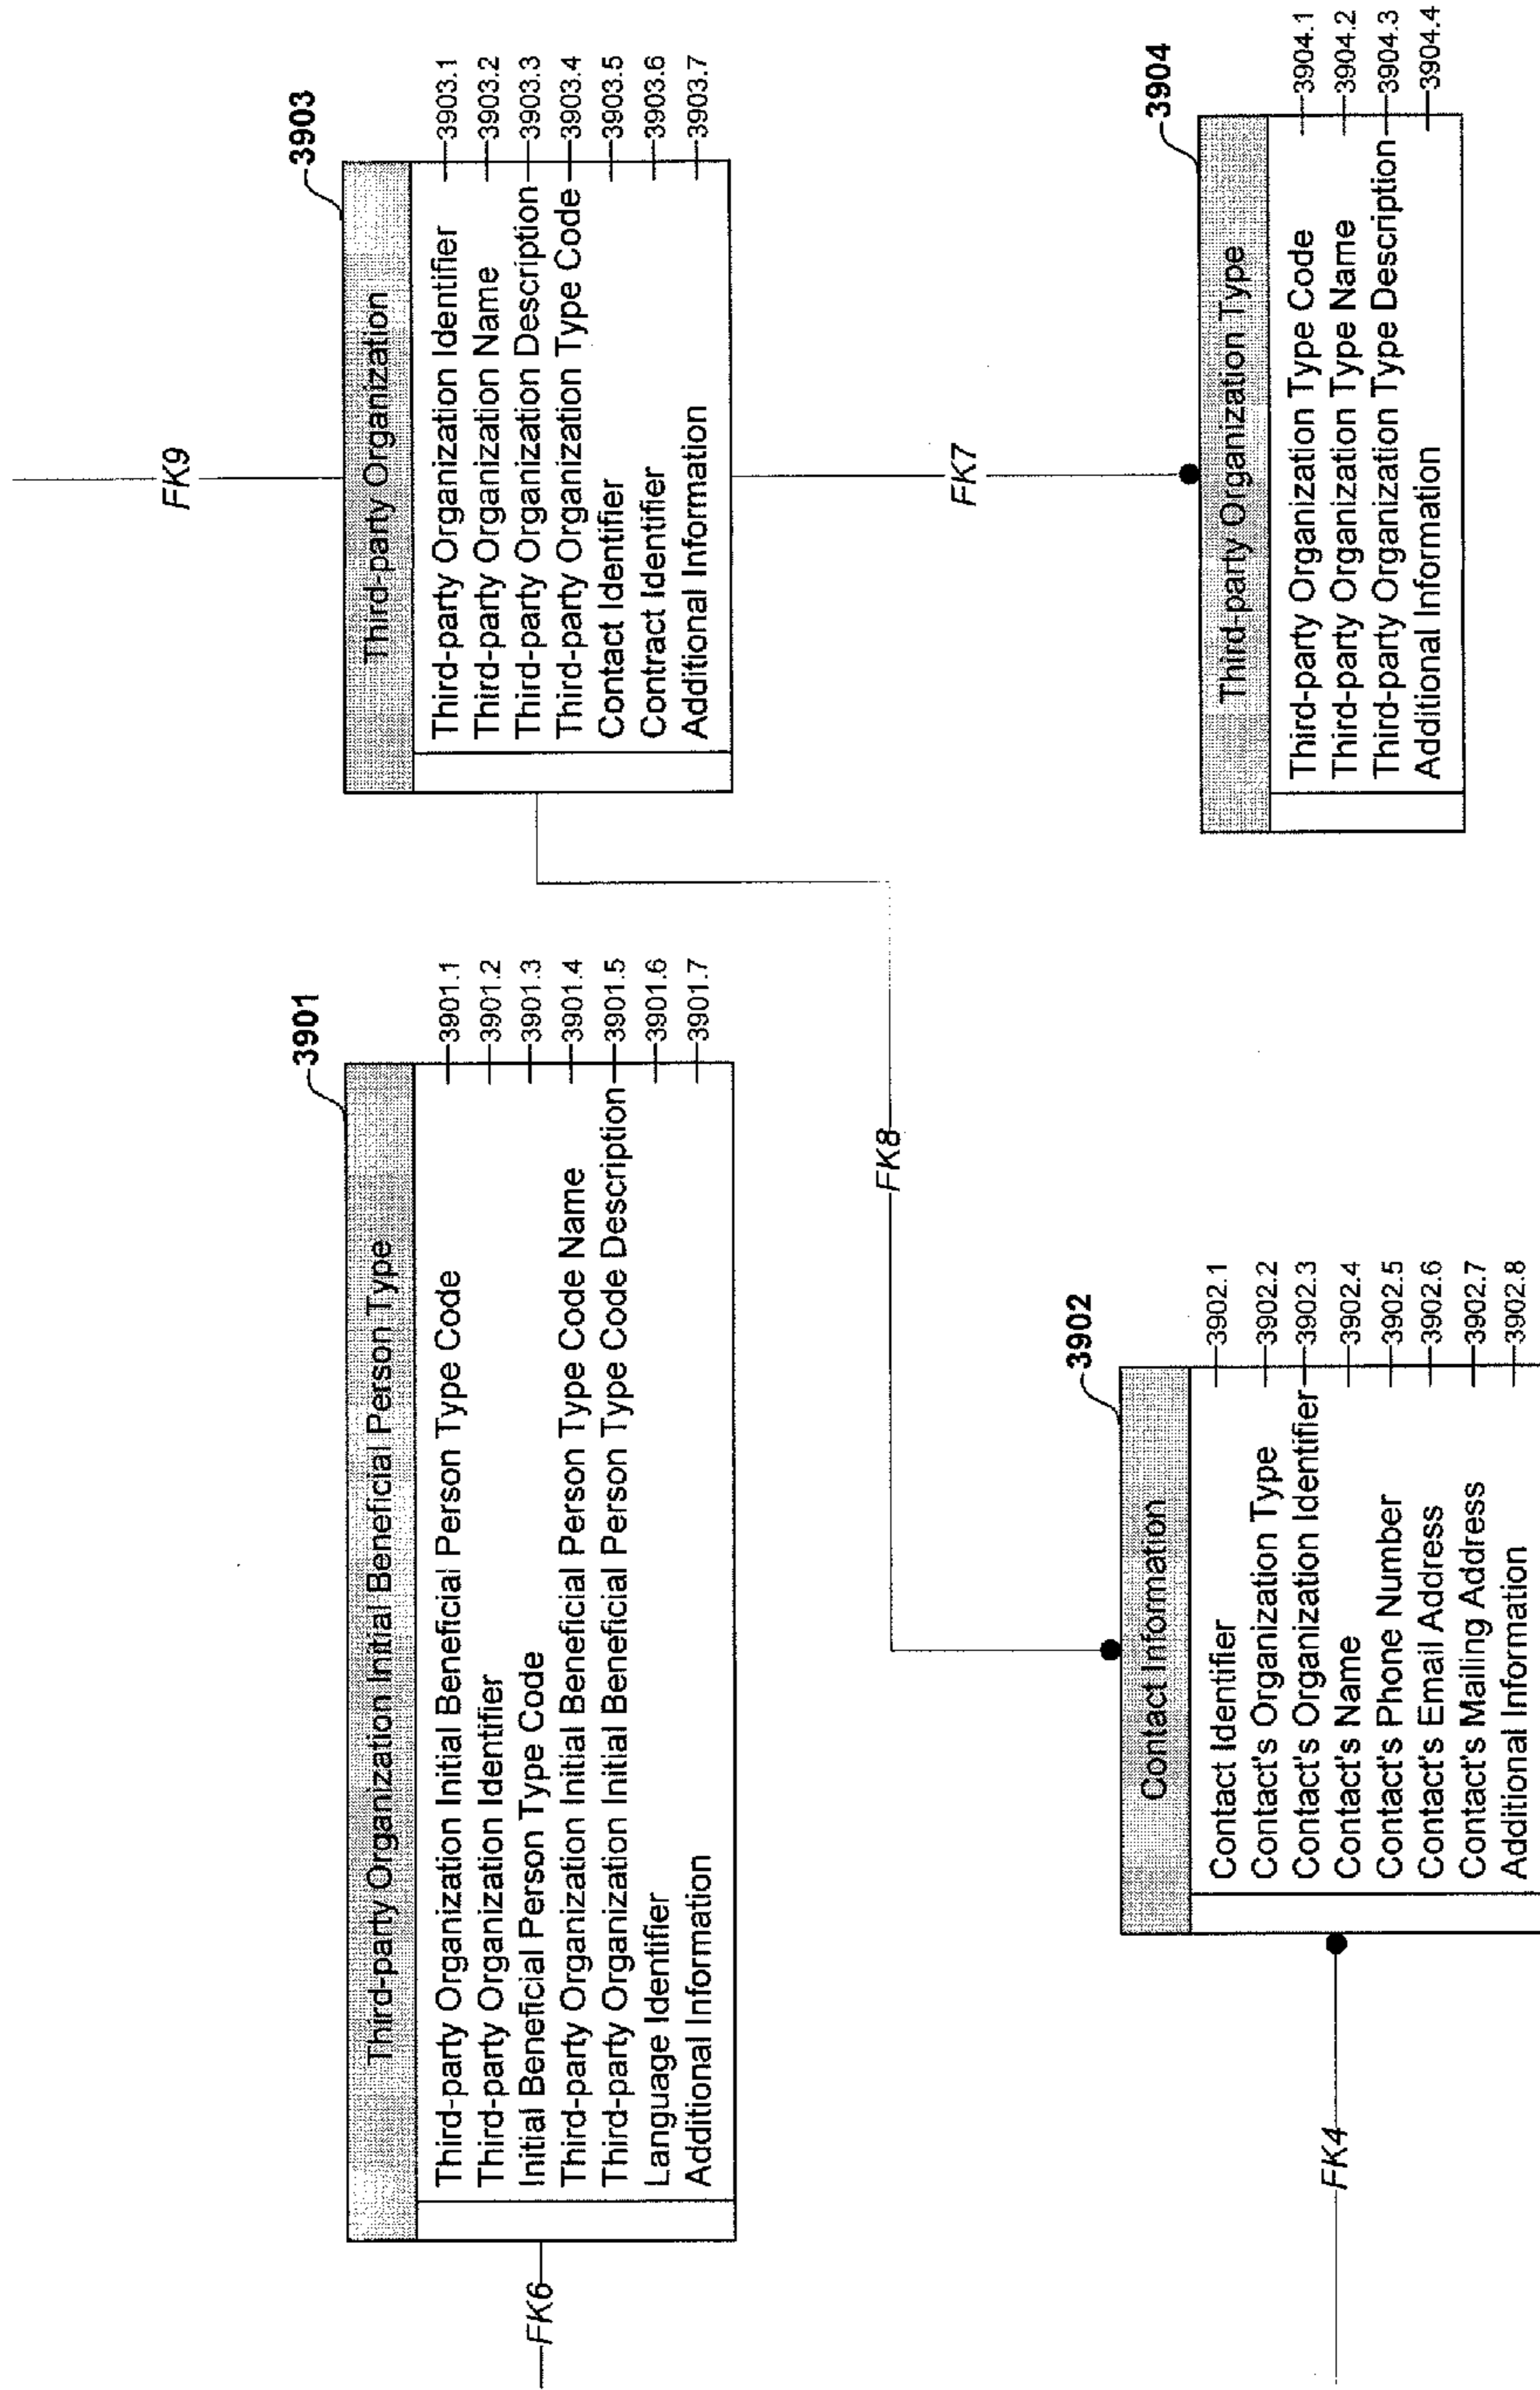 FK9
3901
Third-party Organization Initial Beneficial Person Type
Third-party Organization Initial Beneficial Person Type Code 3901.1
Third-party Organization Identifier 3901.2
Initial Beneficial Person Type Code 3901.3
Third-party Organization Initial Beneficial Person Type Code Name 3901.4
Third-party Organization Initial Beneficial Person Type Code Description 3901.5
Language Identifier 3901.6
Additional Information 3901.7
FK6
3903
Third-party Organization
Third-party Organization Identifier 3903.1
Third-party Organization Name 3903.2
Third-party Organization Description 3903.3
Third-party Organization Type Code 3903.4
Contact Identifier 3903.5
Contract Identifier 3903.6
Additional Information 3903.7
FK8
FK7
3902
Contact Information
Contact Identifier 3902.1
Contact's Organization Type 3902.2
Contact's Organization Identifier 3902.3
Contact's Name 3902.4
Contact's Phone Number 3902.5
Contact's Email Address 3902.6
Contact's Mailing Address 3902.7
Additional Information 3902.8
FK4
3904
Third-party Organization Type
Third-party Organization Type Code 3904.1
Third-party Organization Type Name 3904.2
Third-party Organization Type Description 3904.3
Additional Information 3904.4